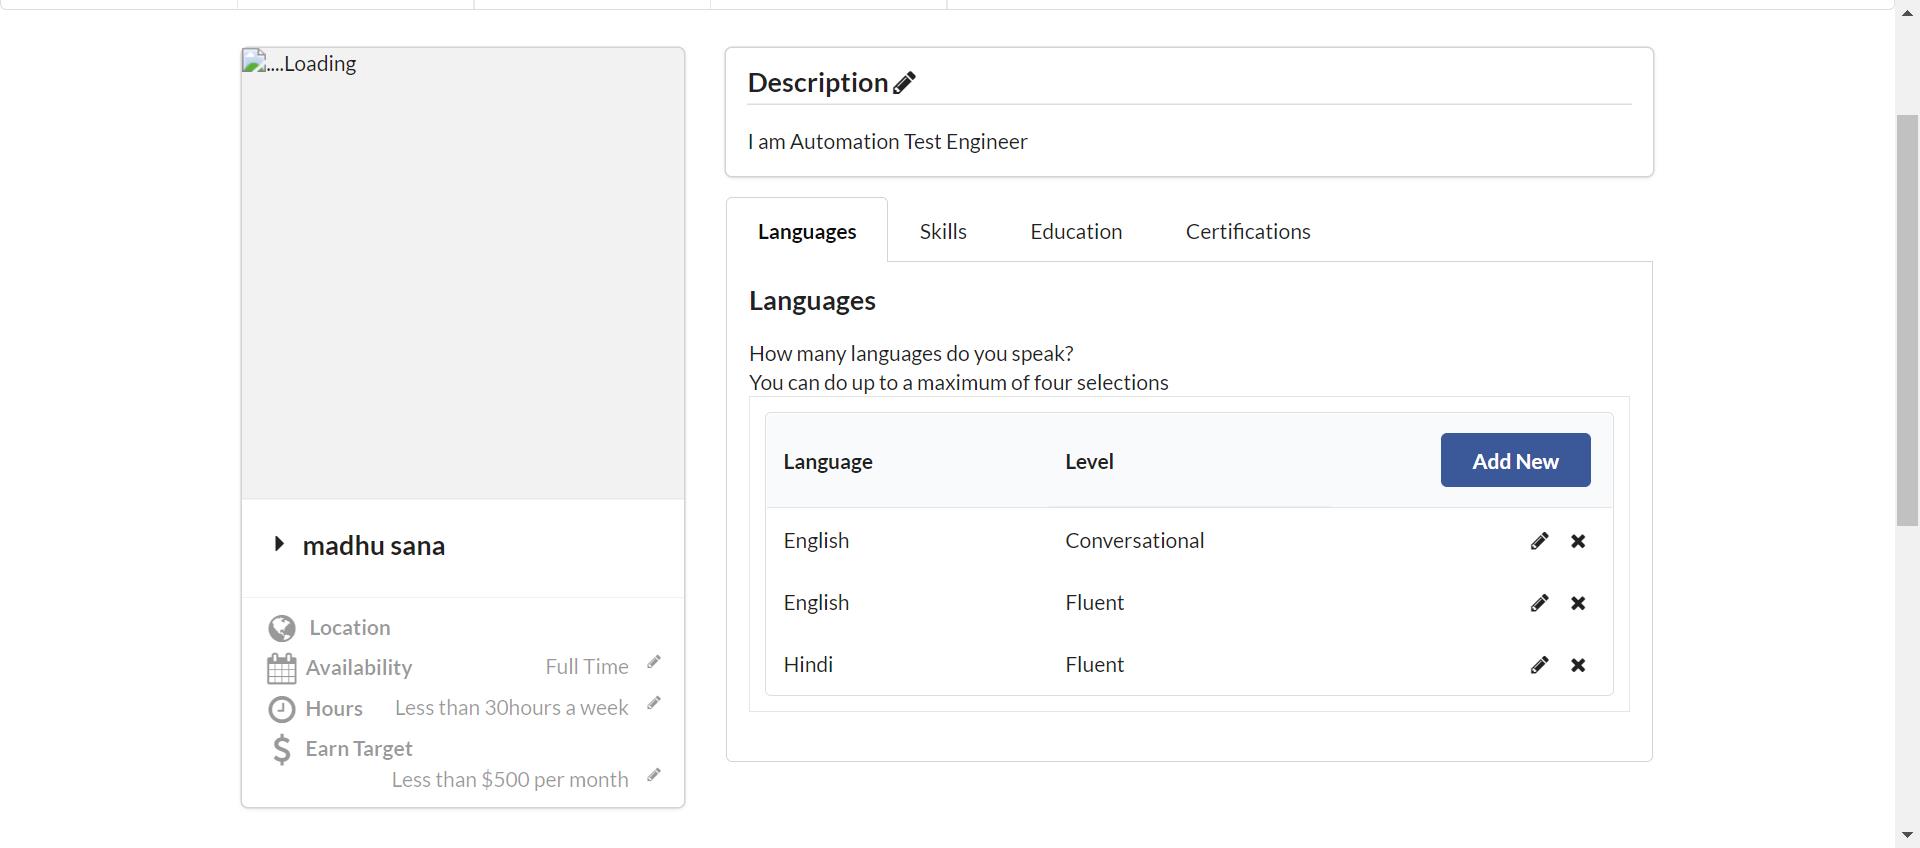 ....Loading
madhu sana
Location
Availability Full Time
Hours Less than 30hours a week
Earn Target
Less than $500 per month
Description
I am Automation Test Engineer
Languages Skills Education Certifications
Languages
How many languages do you speak?
You can do up to a maximum of four selections
Language Level Add New
English Conversational
English Fluent
Hindi Fluent